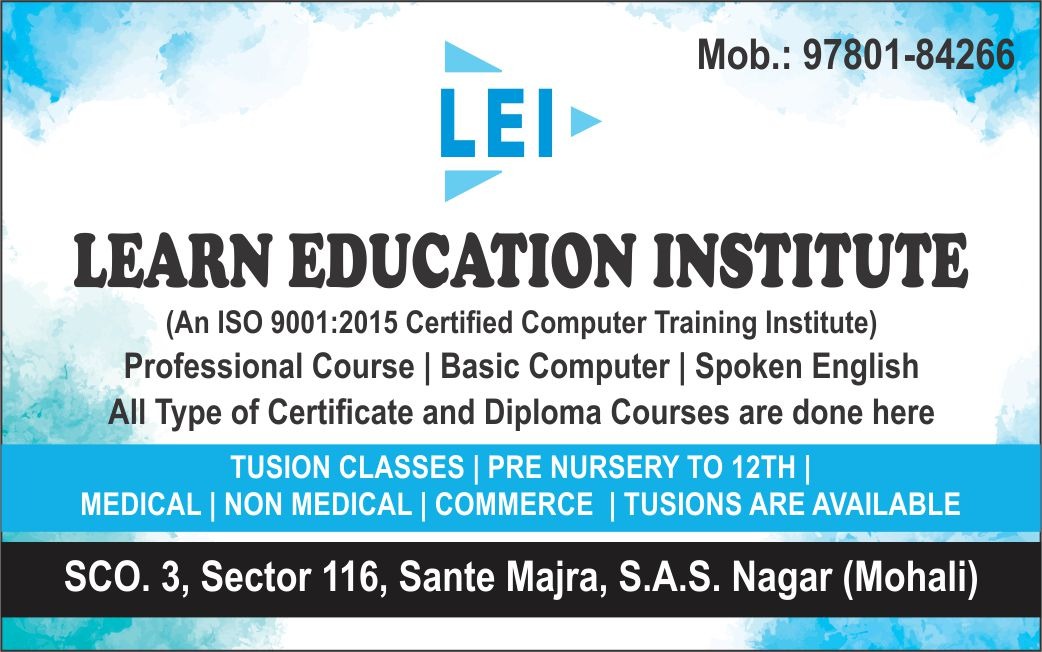 Mob.: 97801-84266
LEI
LEARN EDUCATION INSTITUTE
(An ISO 9001:2015 Certified Computer Training Institute)
Professional Course | Basic Computer | Spoken English
All Type of Certificate and Diploma Courses are done here
TUSION CLASSES | PRE NURSERY TO 12TH |
MEDICAL | NON MEDICAL | COMMERCE | TUSIONS ARE AVAILABLE
SCO. 3, Sector 116, Sante Majra, S.A.S. Nagar (Mohali)